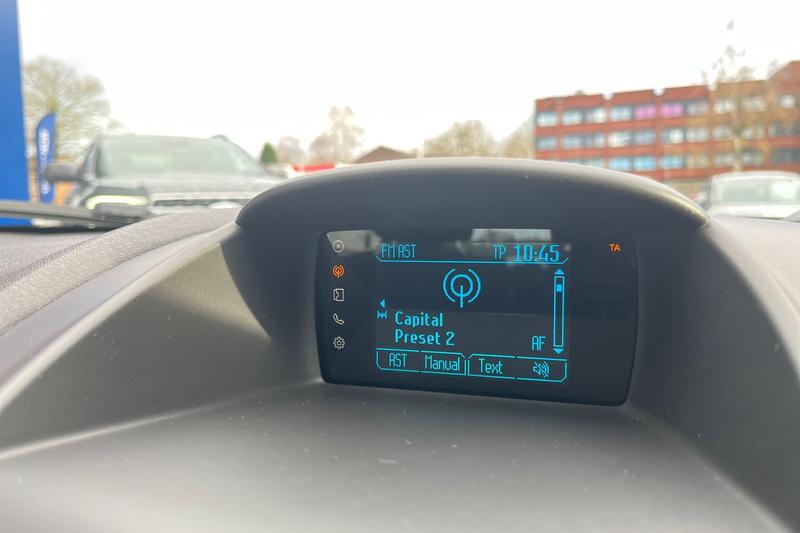 FM AST TP 10:45
TA
Capital
Preset 2 AF
AST Manual Text